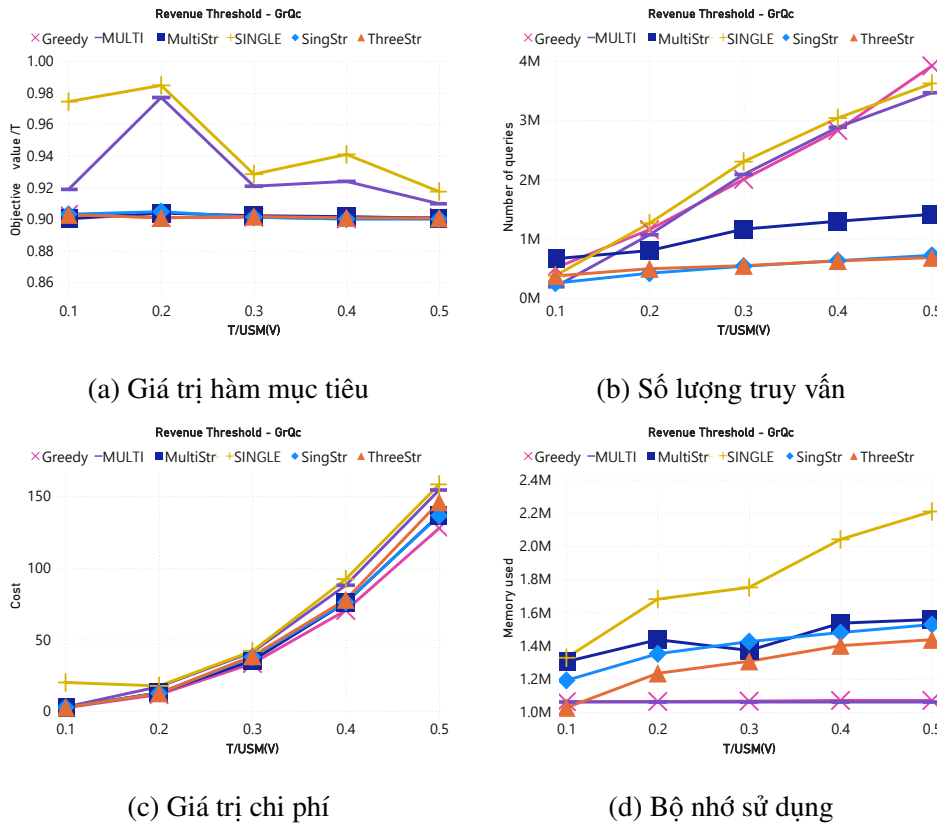 Revenue Threshold - GrQc
Greedy MULTI MultiStr SINGLE SingStr ThreeStr
1.00
0.98
0.96
0.94
0.92
0.90
0.88
0.86
Objective value /T
0.1 0.2 0.3 0.4 0.5
T/USM(V)
(a) Giá trị hàm mục tiêu
Revenue Threshold - GrQc
Greedy MULTI MultiStr SINGLE SingStr ThreeStr
4M
3M
2M
1M
0M
Number of queries
0.1 0.2 0.3 0.4 0.5
T/USM(V)
(b) Số lượng truy vấn
Revenue Threshold - GrQc
Greedy MULTI MultiStr SINGLE SingStr ThreeStr
150
100
50
0
Cost
0.1 0.2 0.3 0.4 0.5
T/USM(V)
(c) Giá trị chi phí
Revenue Threshold - GrQc
Greedy MULTI MultiStr SINGLE SingStr ThreeStr
2.4M
2.2M
2.0M
1.8M
1.6M
1.4M
1.2M
1.0M
Memory used
0.1 0.2 0.3 0.4 0.5
T/USM(V)
(d) Bộ nhớ sử dụng